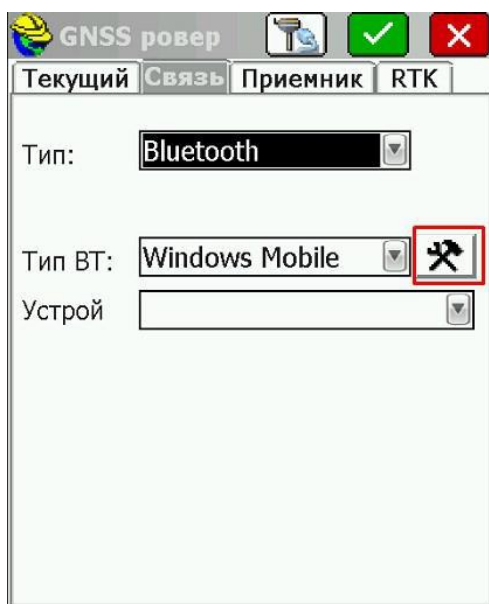 GNSS ровер
Текущий Связь Приемник RTK
Тип: Bluetooth
Тип BT: Windows Mobile
Устрой